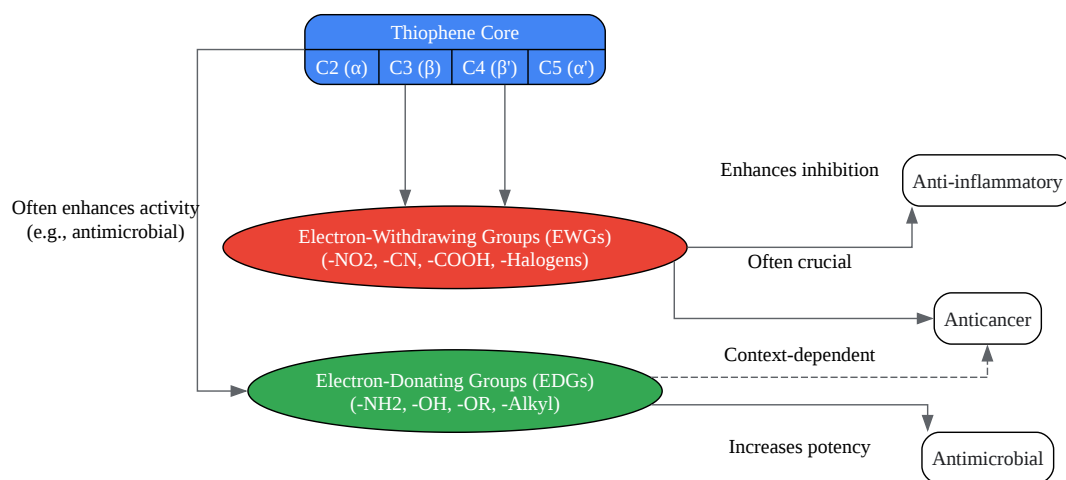 Thiophene Core
C2 (α)
C3 (β)
C4 (β')
C5 (α')
Enhances inhibition
Anti-inflammatory
Often enhances activity
(e.g., antimicrobial)
Electron-Withdrawing Groups (EWGs)
(-NO2, -CN, -COOH, -Halogens)
Often crucial
Anticancer
Context-dependent
Electron-Donating Groups (EDGs)
(-NH2, -OH, -OR, -Alkyl)
Increases potency
Antimicrobial